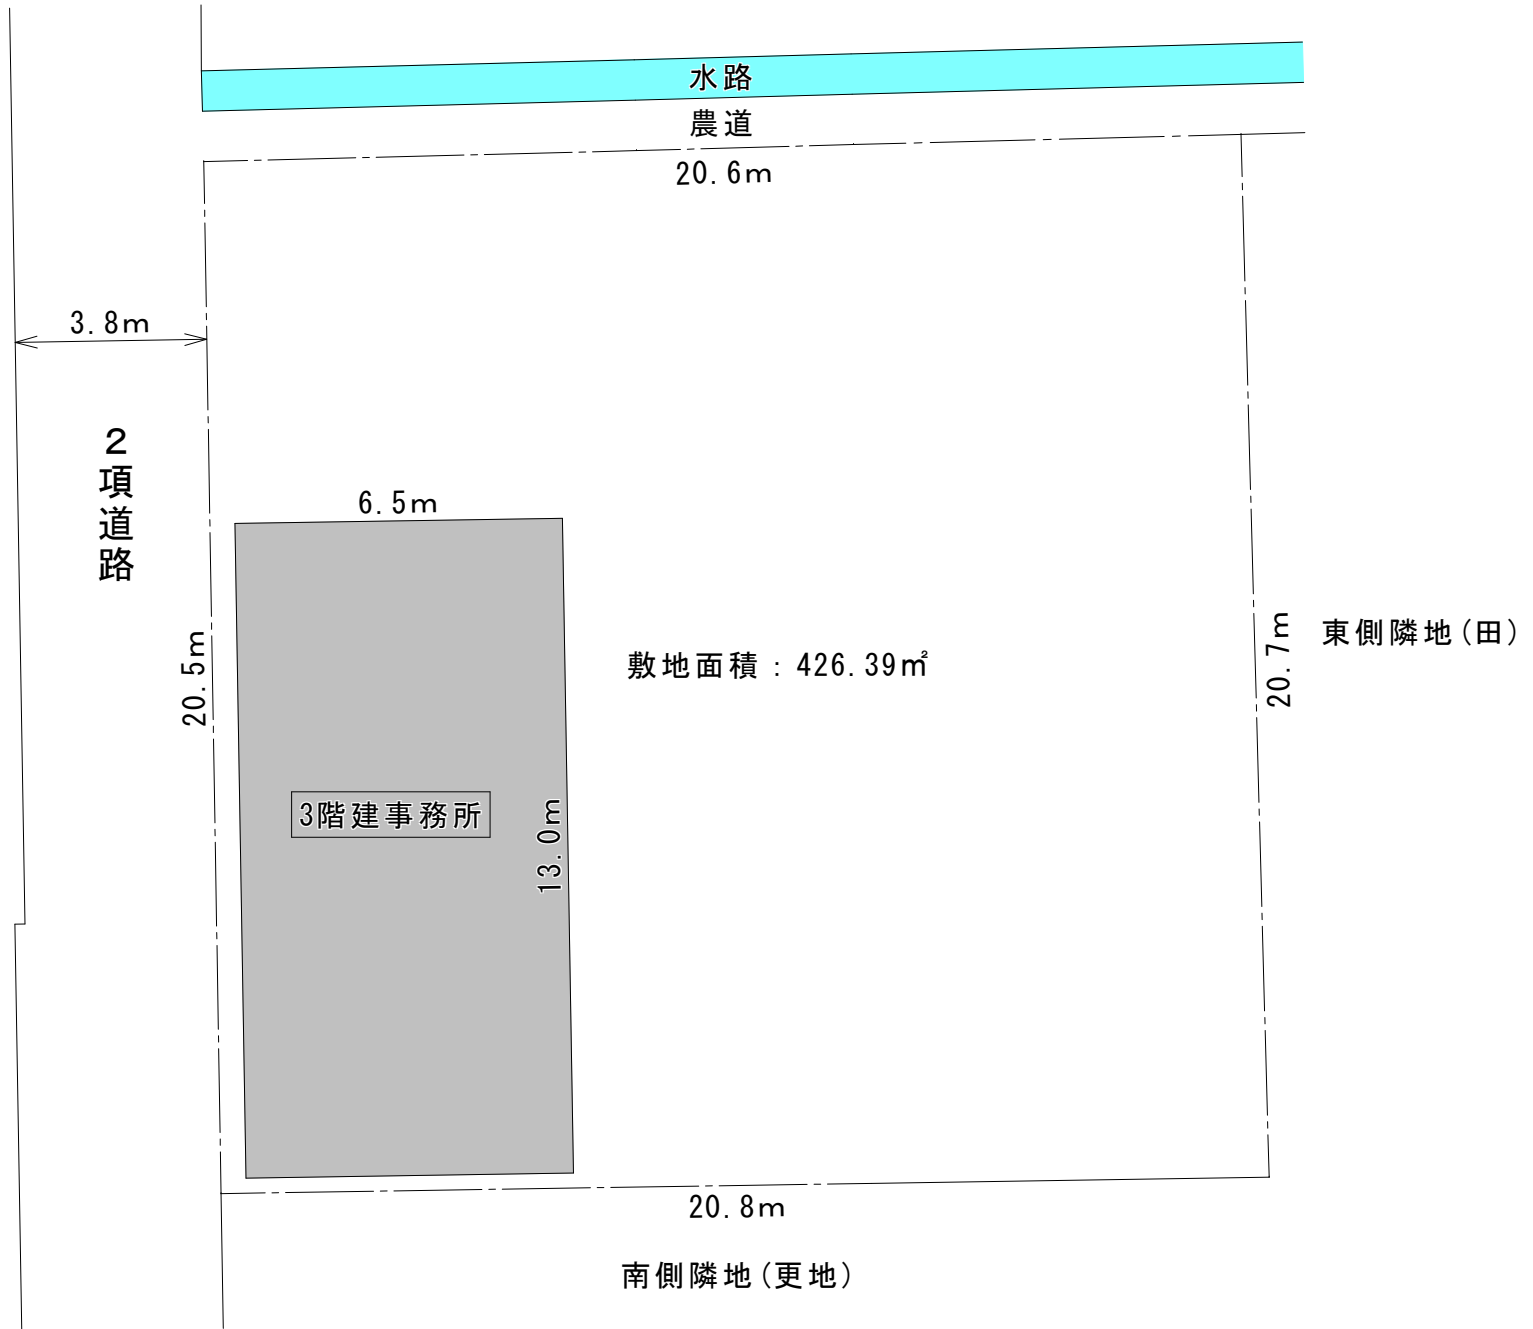 水路
農道
20.6m
3.8m
2項道路
6.5m
20.5m
敷地面積：426.39㎡
20.7m
東側隣地(田)
3階建事務所
13.0m
20.8m
南側隣地(更地)